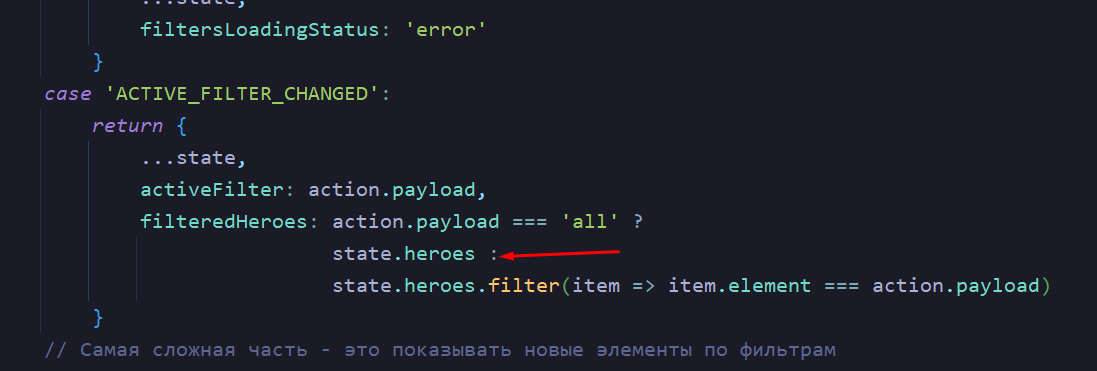 ...state,
filtersLoadingStatus: 'error'
}
case 'ACTIVE_FILTER_CHANGED':
return {
...state,
activeFilter: action.payload,
filteredHeroes: action.payload === 'all' ?
state.heroes :
state.heroes.filter(item => item.element === action.payload)
}
// Самая сложная часть - это показывать новые элементы по фильтрам